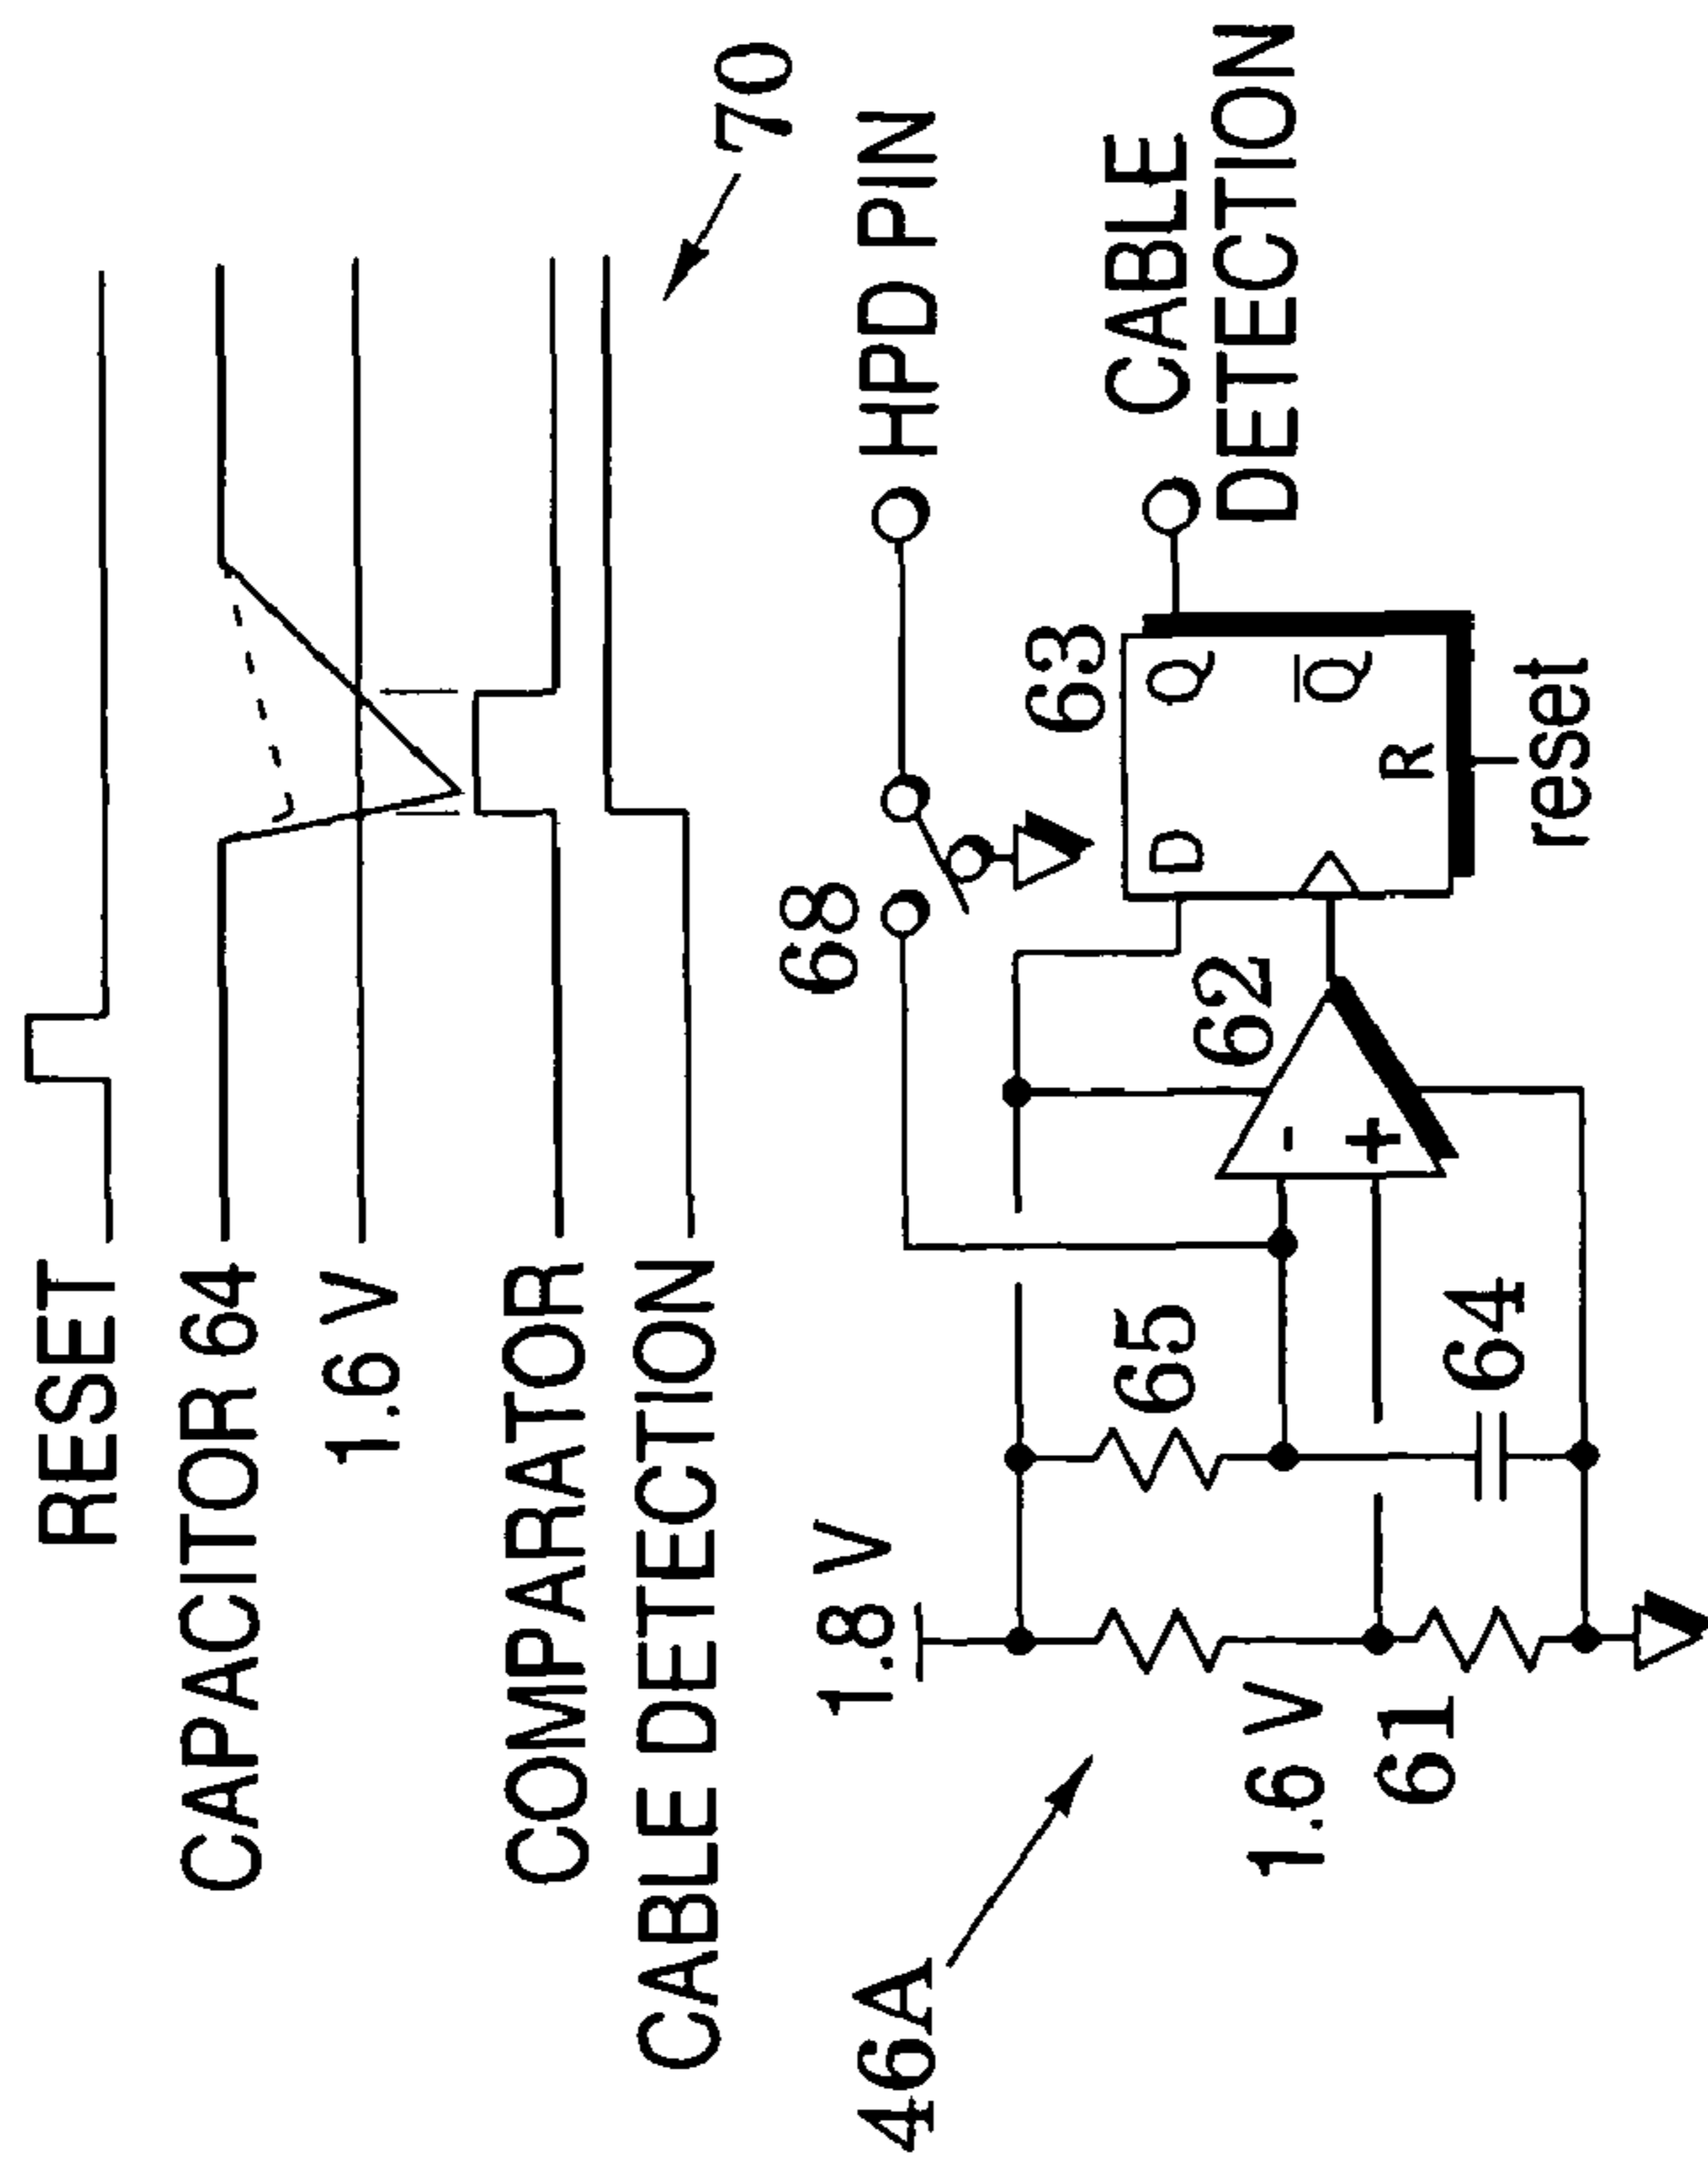 RESET
CAPACITOR 64
1.6 V
COMPARATOR
CABLE DETECTION
70
46A
1.8 V
68
HPD PIN
65
62
63
CABLE
DETECTION
1.6 V
61
64
-
+
D
Q
Q̅
R
reset